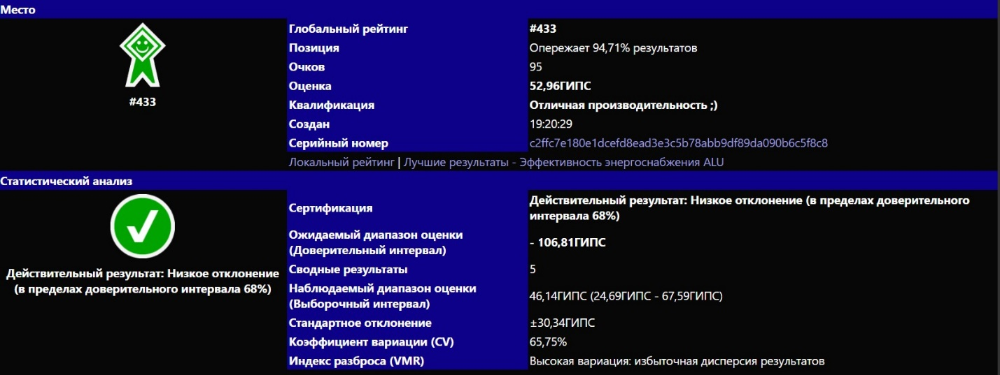 Место
#433
Глобальный рейтинг #433
Позиция Опережает 94,71% результатов
Очков 95
Оценка 52,96ГИПС
Квалификация Отличная производительность ;)
Создан 19:20:29
Серийный номер c2ffc7e180e1dcefd8ead3e3c5b78abb9df89da090b6c5f8c8
Локальный рейтинг | Лучшие результаты - Эффективность энергоснабжения ALU
Статистический анализ
Действительный результат: Низкое отклонение
(в пределах доверительного интервала 68%)
Сертификация Действительный результат: Низкое отклонение (в пределах доверительного
интервала 68%)
Ожидаемый диапазон оценки
(Доверительный интервал) - 106,81ГИПС
Сводные результаты 5
Наблюдаемый диапазон оценки
(Выборочный интервал) 46,14ГИПС (24,69ГИПС - 67,59ГИПС)
Стандартное отклонение ±30,34ГИПС
Коэффициент вариации (CV) 65,75%
Индекс разброса (VMR) Высокая вариация: избыточная дисперсия результатов